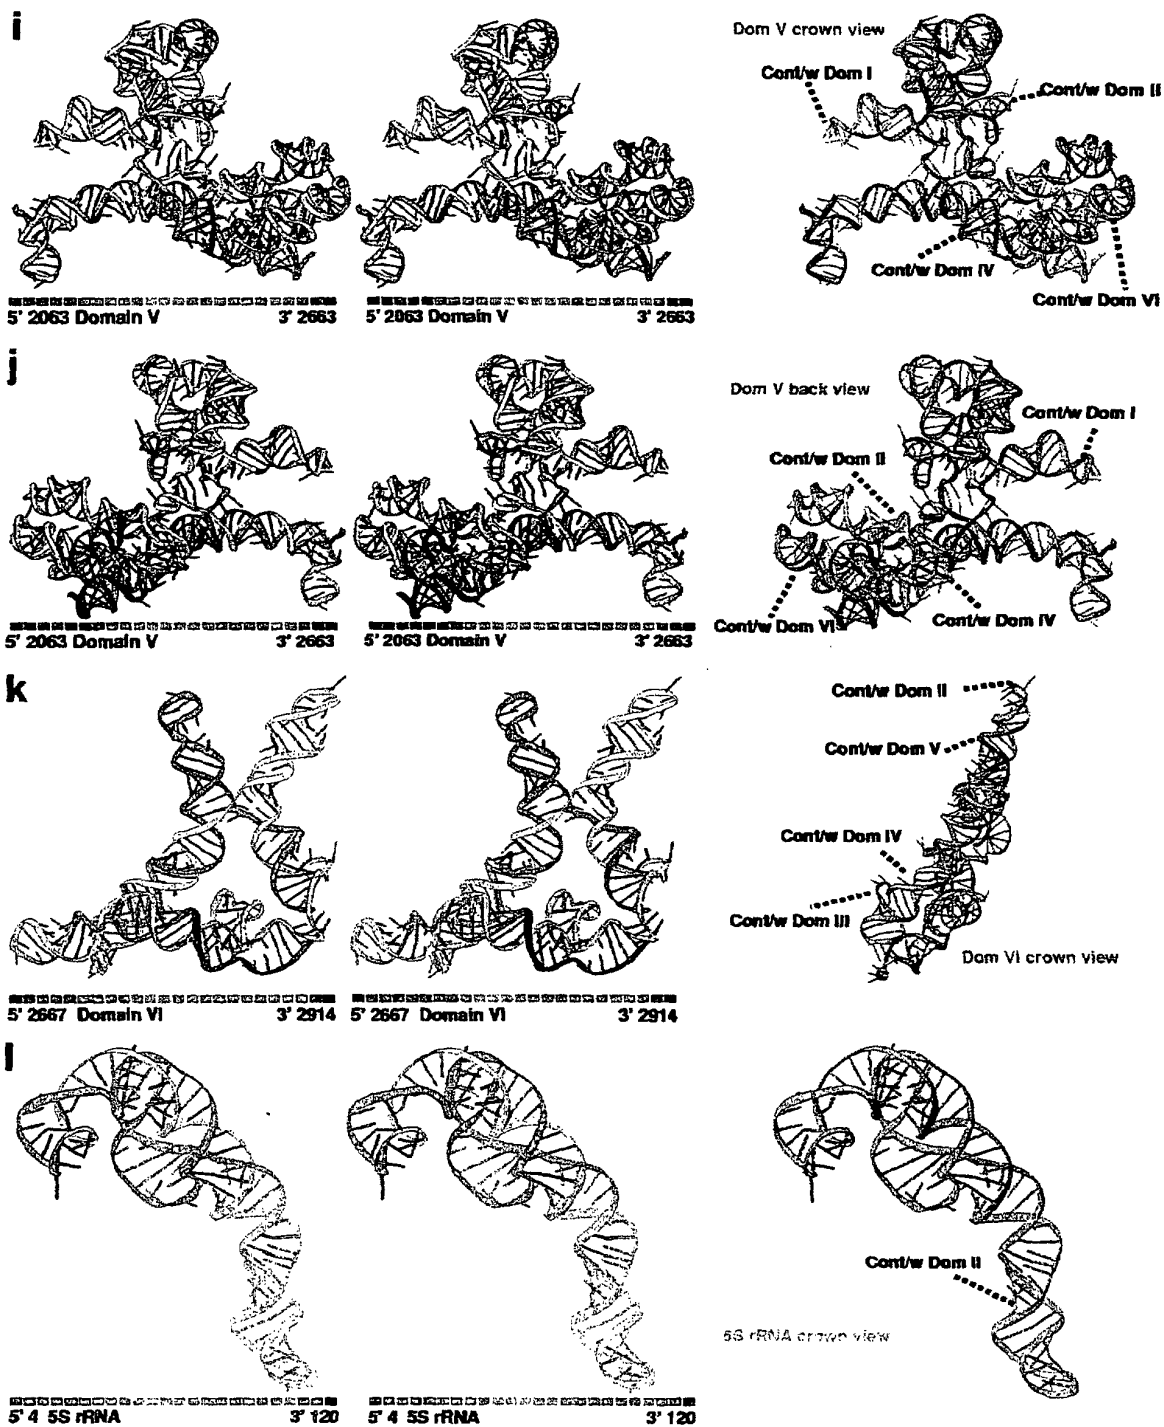 i
Dom V crown view
Cont/w Dom I
Cont/w Dom II
Cont/w Dom IV
Cont/w Dom VI
5' 2063 Domain V 3' 2663
5' 2063 Domain V 3' 2663
j
Dom V back view
Cont/w Dom I
Cont/w Dom II
Cont/w Dom VI
Cont/w Dom IV
5' 2063 Domain V 3' 2663
5' 2063 Domain V 3' 2663
k
Cont/w Dom II
Cont/w Dom V
Cont/w Dom IV
Cont/w Dom III
Dom VI crown view
5' 2667 Domain VI 3' 2914
5' 2667 Domain VI 3' 2914
l
Cont/w Dom II
5S rRNA crown view
5' 4 5S rRNA 3' 120
5' 4 5S rRNA 3' 120